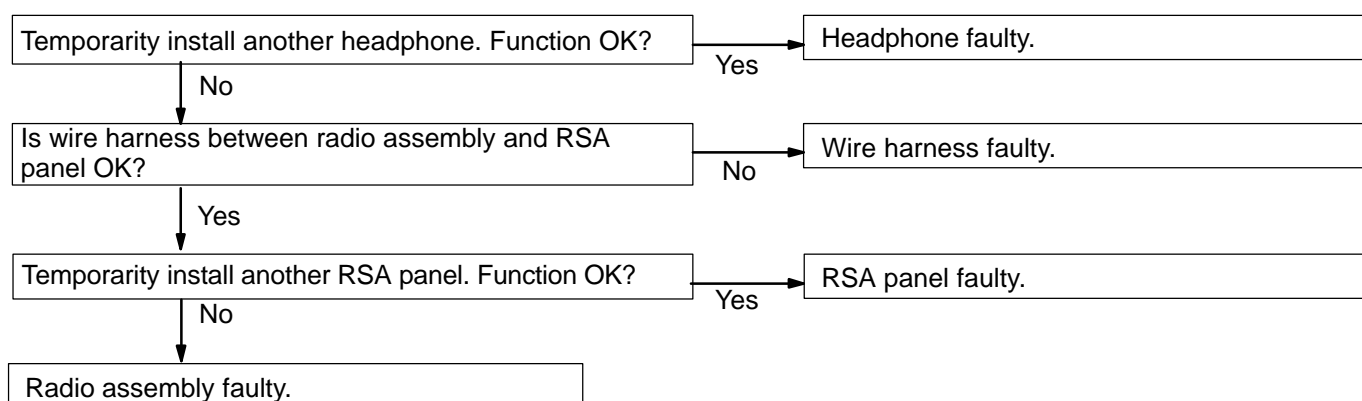 Temporarity install another headphone. Function OK?
Yes
Headphone faulty.
No
Is wire harness between radio assembly and RSA
panel OK?
No
Wire harness faulty.
Yes
Temporarity install another RSA panel. Function OK?
Yes
RSA panel faulty.
No
Radio assembly faulty.